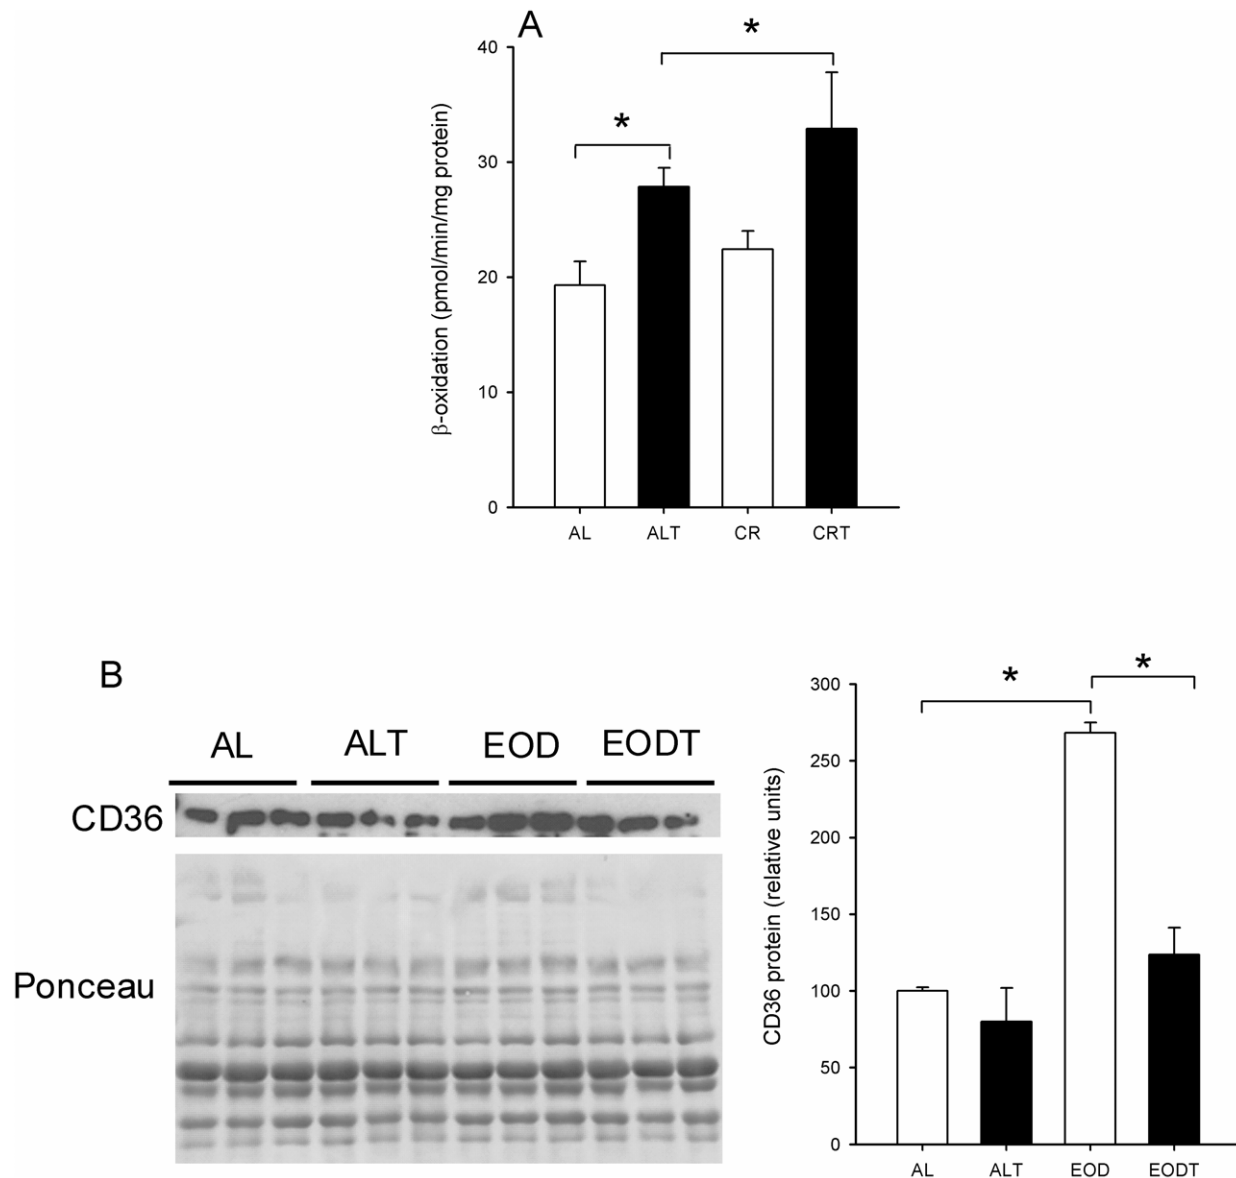 A
*
*
40
30
20
10
0
β-oxidation (pmol/min/mg protein)
AL ALT CR CRT
B
AL ALT EOD EODT
CD36
Ponceau
*
*
300
250
200
150
100
50
0
CD36 protein (relative units)
AL ALT EOD EODT